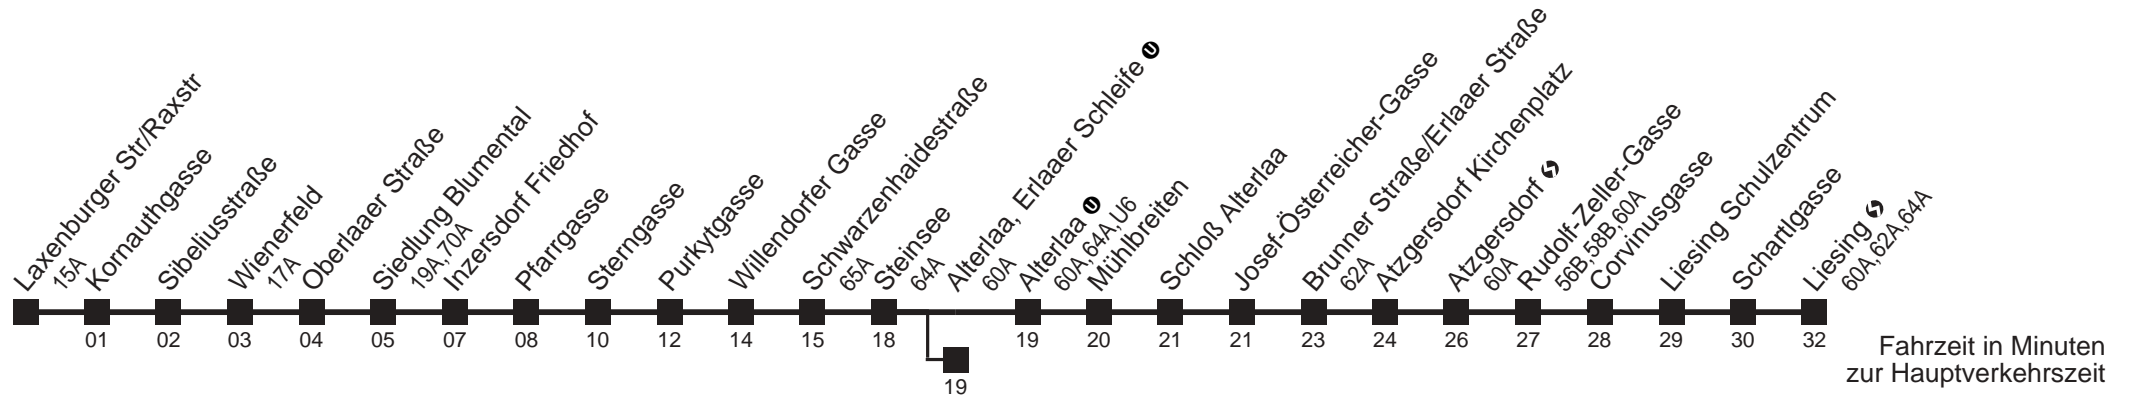 Laxenburger Str/Raxstr
15A
Kornauthgasse
Sibeliusstraße
Wienerfeld
17A
Oberlaaer Straße
Siedlung Blumental
19A,70A
Inzersdorf Friedhof
Pfarrgasse
Sterngasse
Purkytgasse
Willendorfer Gasse
Schwarzenhaidestraße
65A
Steinsee
64A
Alterlaa, Erlaaer Schleife U
60A
Alterlaa U
60A,64A,U6
Mühlbreiten
Schloß Alterlaa
Josef-Österreicher-Gasse
Brunner Straße/Erlaaer Straße
62A
Atzgersdorf Kirchenplatz
Atzgersdorf
60A
Rudolf-Zeller-Gasse
56B,58B,60A
Corvinusgasse
Liesing Schulzentrum
Schartlgasse
Liesing
60A,62A,64A
01 02 03 04 05 07 08 10 12 14 15 18 19 20 21 21 23 24 26 27 28 29 30 32
19
Fahrzeit in Minuten
zur Hauptverkehrszeit